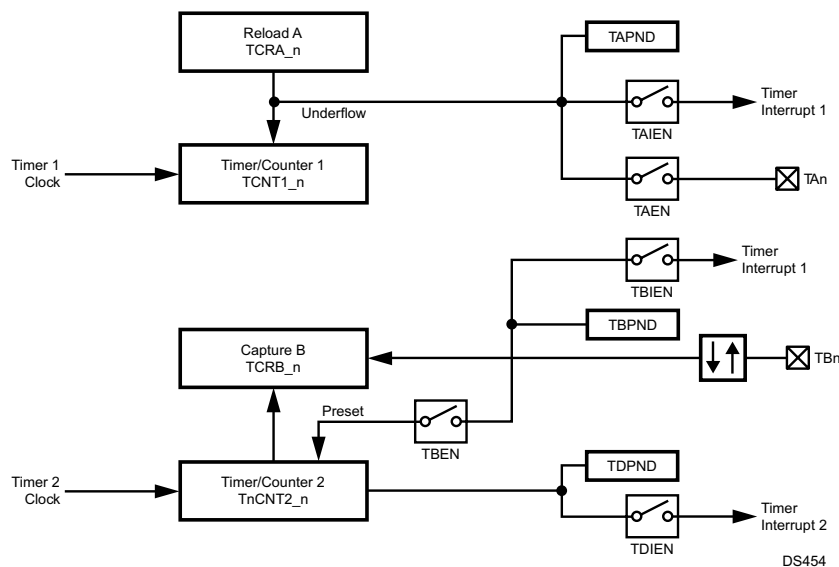 Reload A
TCRA_n
TAPND
Underflow
Timer
Interrupt 1
TAIEN
Timer 1
Clock
Timer/Counter 1
TCNT1_n
TAn
TAEN
Timer
Interrupt 1
TBIEN
TBPND
Capture B
TCRB_n
TBn
Preset
TBEN
Timer 2
Clock
Timer/Counter 2
TnCNT2_n
TDPND
Timer
Interrupt 2
TDIEN
DS454